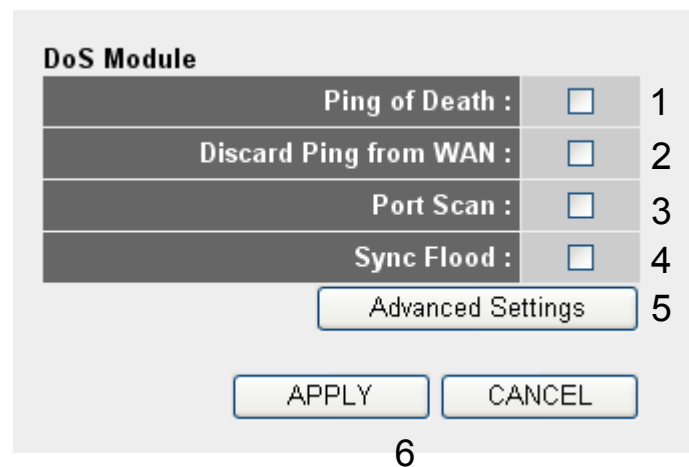 DoS Module
Ping of Death : 1
Discard Ping from WAN : 2
Port Scan : 3
Sync Flood : 4
Advanced Settings 5
APPLY CANCEL
6